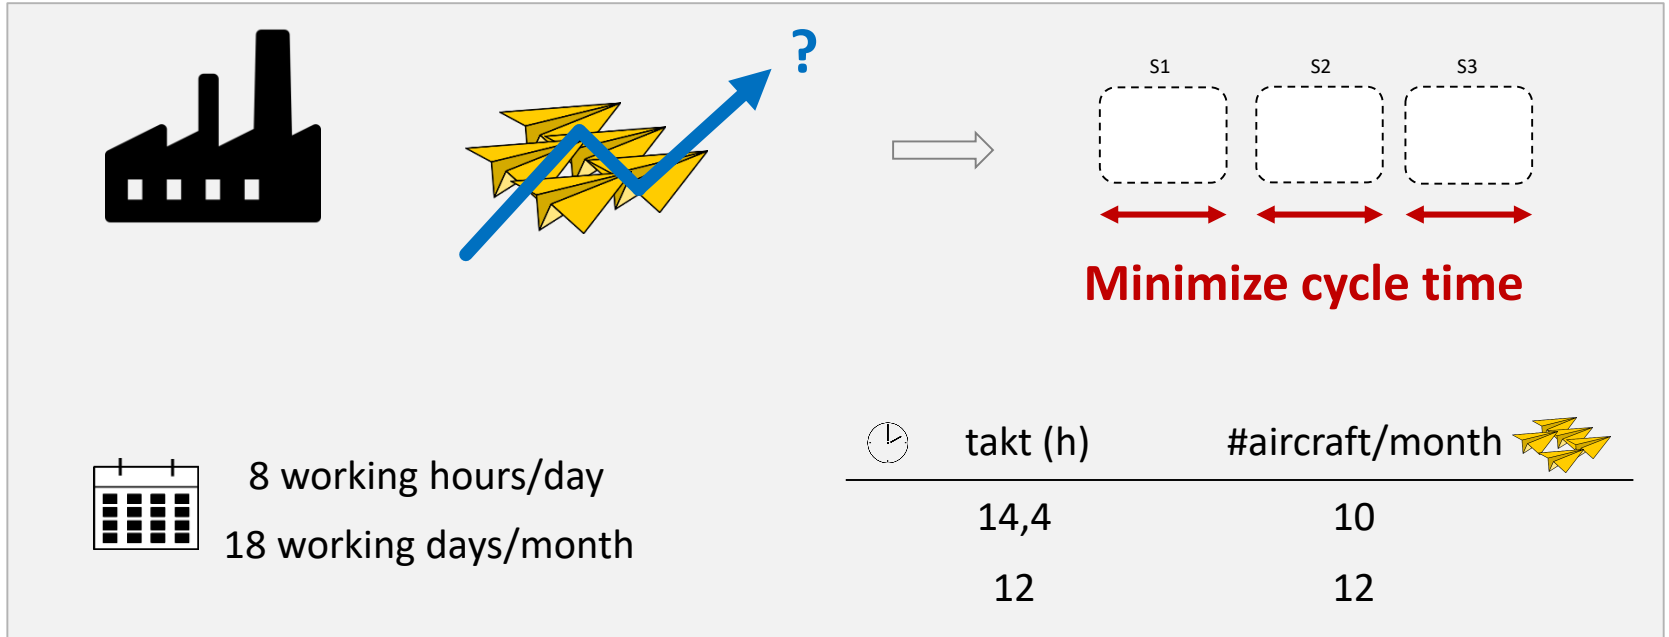 ?
S1 S2 S3
Minimize cycle time
8 working hours/day
18 working days/month
takt (h) #aircraft/month
14,4 10
12 12